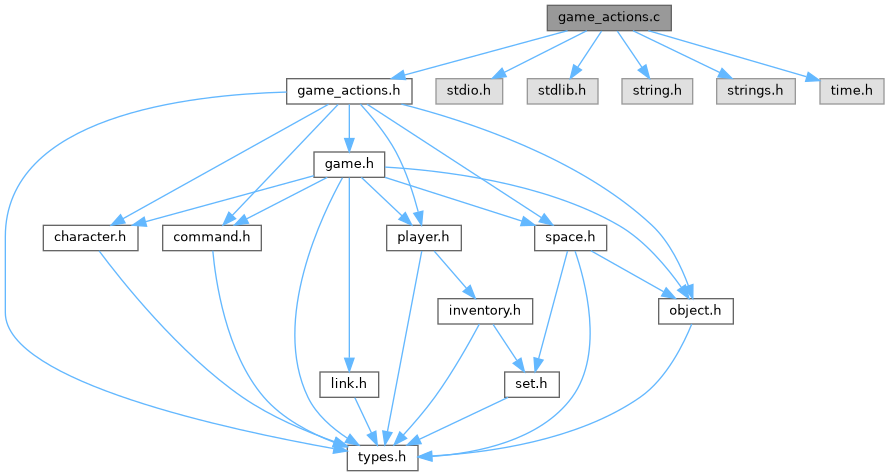 game_actions.c
game_actions.h
stdio.h
stdlib.h
string.h
strings.h
time.h
game.h
character.h
command.h
player.h
space.h
inventory.h
object.h
link.h
set.h
types.h